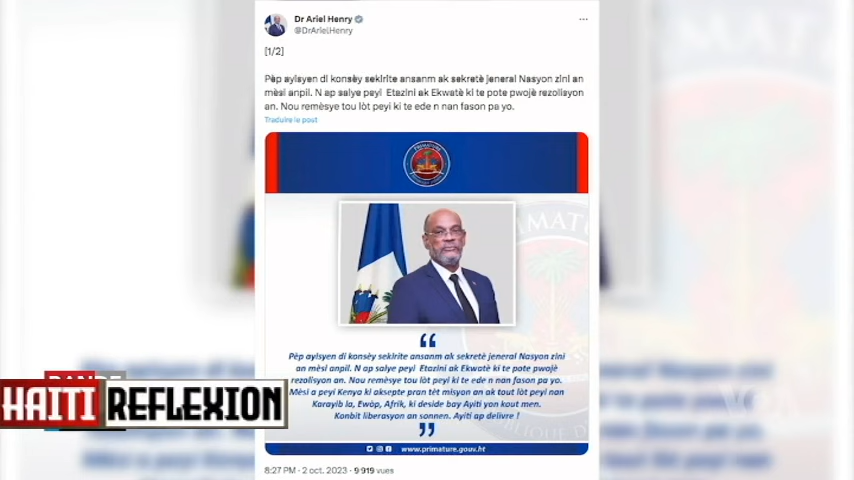 Dr Ariel Henry
@DrArielHenry
[1/2]
Pèp ayisyen di konsèy sekirite ansanm ak sekretè jeneral Nasyon zini an
mèsi anpil. N ap salye peyi Etazini ak Ekwatè ki te pote pwojè rezolisyon
an. Nou remèsye tou lòt peyi ki te ede n nan fason pa yo.
Traduire le post
PRIMATURE
“
Pèp ayisyen di konsèy sekirite ansanm ak sekretè jeneral Nasyon zini
an mèsi anpil. N ap salye peyi Etazini ak Ekwatè ki te pote pwojè
rezolisyon an. Nou remèsye tou lòt peyi ki te ede n nan fason pa yo.
Mèsi a peyi Kenya ki aksepte pran tèt misyon an ak tout lòt peyi nan
Karayib la, Ewòp, Afrik, ki deside bay Ayiti yon kout men.
Konbit liberasyon an sonnen. Ayiti ap delivre !
”
www.primature.gouv.ht
8:27 PM · 2 oct. 2023 · 9 919 vues
HAITI REFLEXION